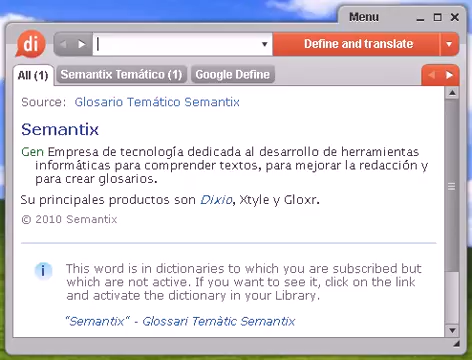 Menu
di
Define and translate
All (1)
Semantix Temático (1)
Google Define
Source: Glosario Temático Semantix
Semantix
Gen Empresa de tecnología dedicada al desarrollo de herramientas
informáticas para comprender textos, para mejorar la redacción y
para crear glosarios.
Su principales productos son Dixio, Xtyle y Gloxr.
© 2010 Semantix
This word is in dictionaries to which you are subscribed but
which are not active. If you want to see it, click on the link
and activate the dictionary in your Library.
"Semantix" - Glossari Temàtic Semantix